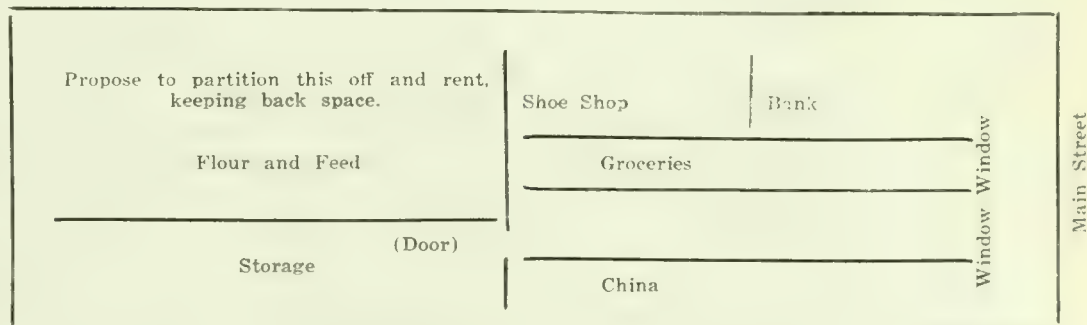 Propose to partition this off and rent,
keeping back space.
Flour and Feed
(Door)
Storage
Shoe Shop
Bank
Groceries
China
Window
Window
Main Street